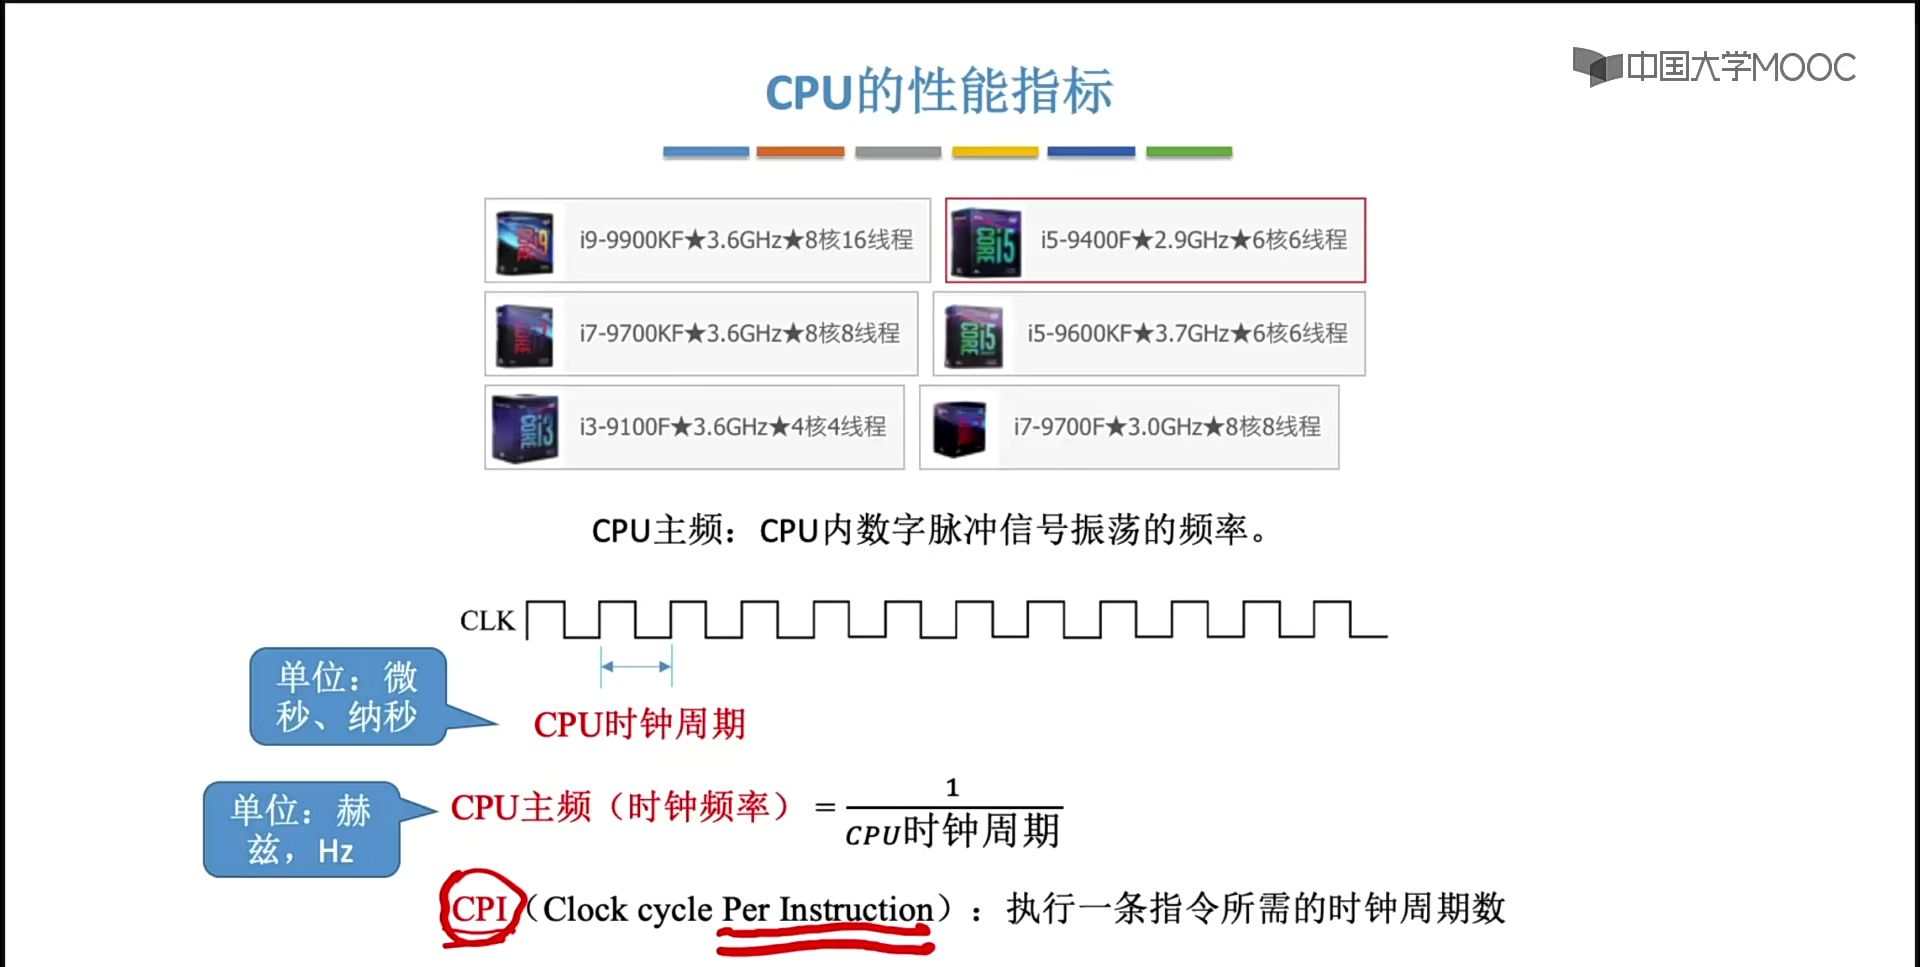 中国大学MOOC
CPU的性能指标
i9-9900KF★3.6GHz★8核16线程
i5-9400F★2.9GHz★6核6线程
i7-9700KF★3.6GHz★8核8线程
i5-9600KF★3.7GHz★6核6线程
i3-9100F★3.6GHz★4核4线程
i7-9700F★3.0GHz★8核8线程
CPU主频：CPU内数字脉冲信号振荡的频率。
CLK
单位：微
秒、纳秒
CPU时钟周期
单位：赫
兹，Hz
CPU主频（时钟频率） = 1
CPU时钟周期
CPI（Clock cycle Per Instruction）：执行一条指令所需的时钟周期数